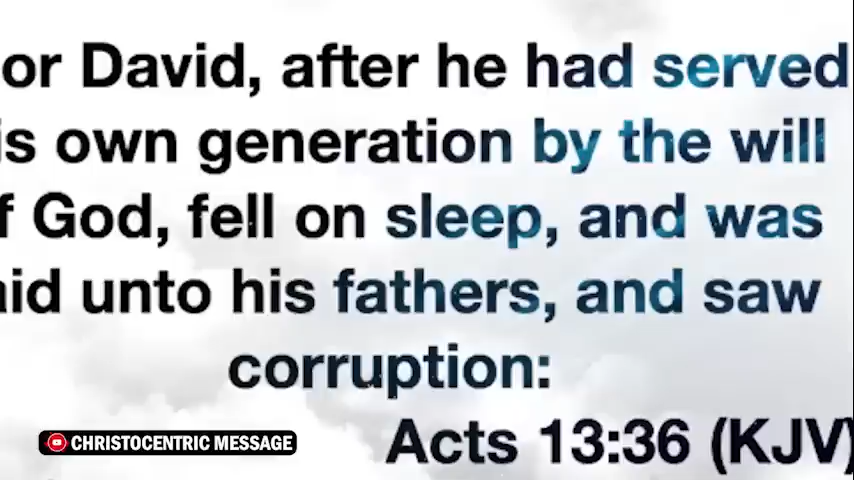 or David, after he had served
is own generation by the will
f God, fell on sleep, and was
aid unto his fathers, and saw
corruption:
Acts 13:36 (KJV)
CHRISTOCENTRIC MESSAGE